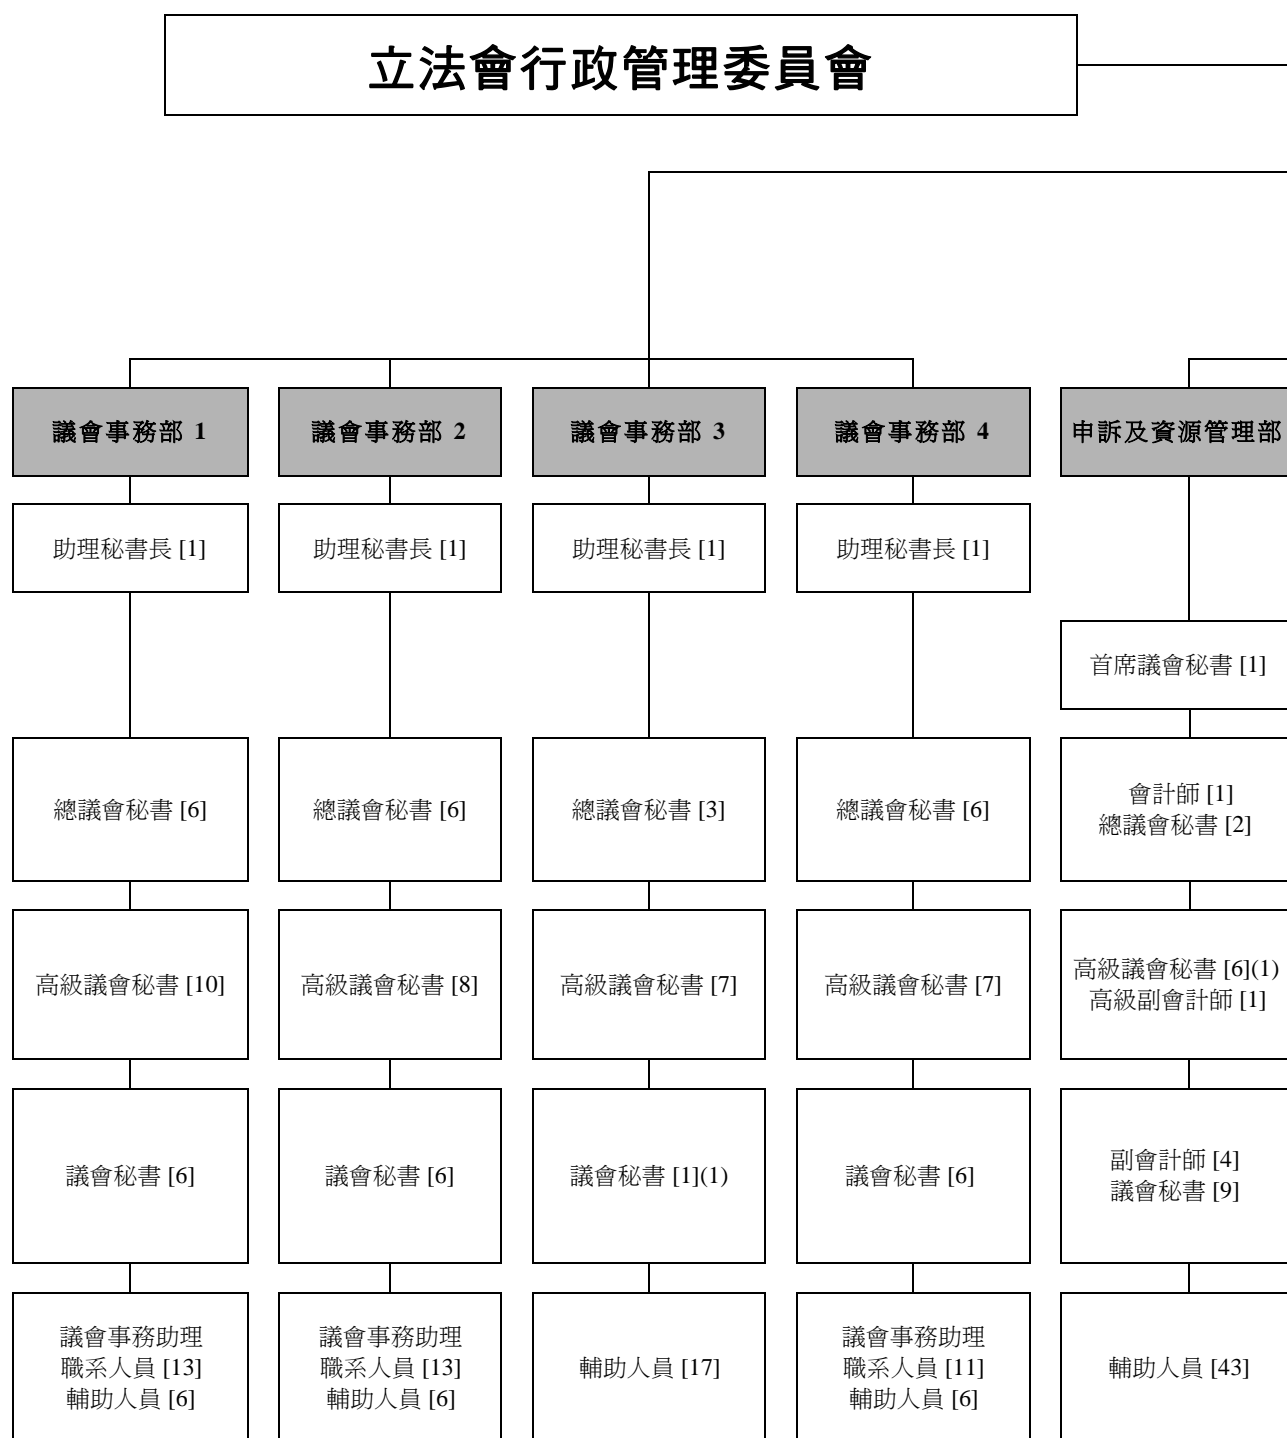 立法會行政管理委員會
議會事務部 1
議會事務部 2
議會事務部 3
議會事務部 4
申訴及資源管理部
助理秘書長 [1]
助理秘書長 [1]
助理秘書長 [1]
助理秘書長 [1]
首席議會秘書 [1]
總議會秘書 [6]
總議會秘書 [6]
總議會秘書 [3]
總議會秘書 [6]
會計師 [1]
總議會秘書 [2]
高級議會秘書 [10]
高級議會秘書 [8]
高級議會秘書 [7]
高級議會秘書 [7]
高級議會秘書 [6](1)
高級副會計師 [1]
議會秘書 [6]
議會秘書 [6]
議會秘書 [1](1)
議會秘書 [6]
副會計師 [4]
議會秘書 [9]
議會事務助理
職系人員 [13]
輔助人員 [6]
議會事務助理
職系人員 [13]
輔助人員 [6]
輔助人員 [17]
議會事務助理
職系人員 [11]
輔助人員 [6]
輔助人員 [43]